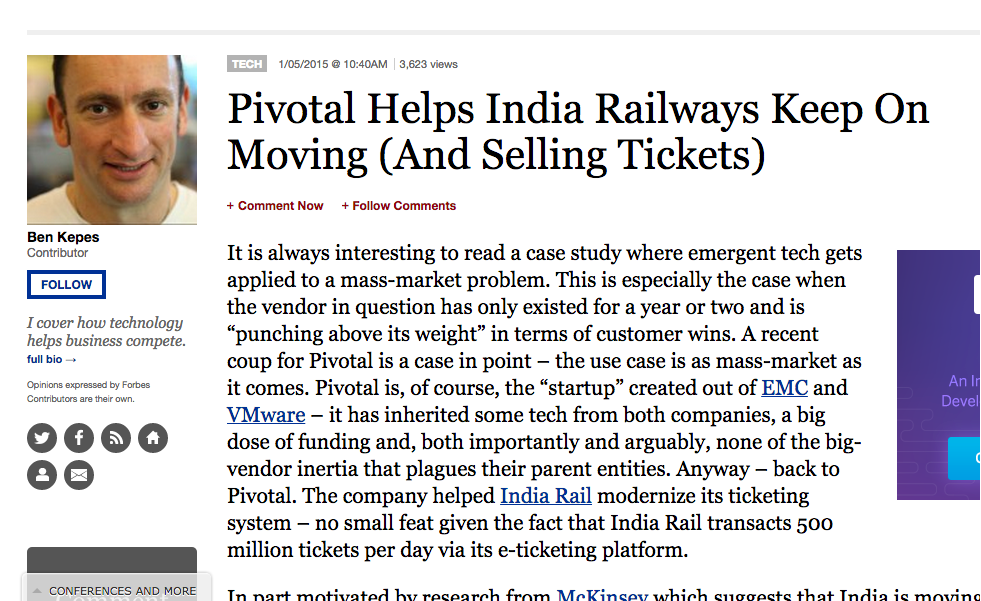 TECH 1/05/2015 @ 10:40AM 3,623 views
Pivotal Helps India Railways Keep On
Moving (And Selling Tickets)
+ Comment Now + Follow Comments
Ben Kepes
Contributor
FOLLOW
I cover how technology
helps business compete.
full bio →
Opinions expressed by Forbes
Contributors are their own.
It is always interesting to read a case study where emergent tech gets
applied to a mass-market problem. This is especially the case when
the vendor in question has only existed for a year or two and is
“punching above its weight” in terms of customer wins. A recent
coup for Pivotal is a case in point – the use case is as mass-market as
it comes. Pivotal is, of course, the “startup” created out of EMC and
VMware – it has inherited some tech from both companies, a big
dose of funding and, both importantly and arguably, none of the big-
vendor inertia that plagues their parent entities. Anyway – back to
Pivotal. The company helped India Rail modernize its ticketing
system – no small feat given the fact that India Rail transacts 500
million tickets per day via its e-ticketing platform.
In part motivated by research from McKinsey which suggests that India is moving
An
Devel
CONFERENCES AND MORE